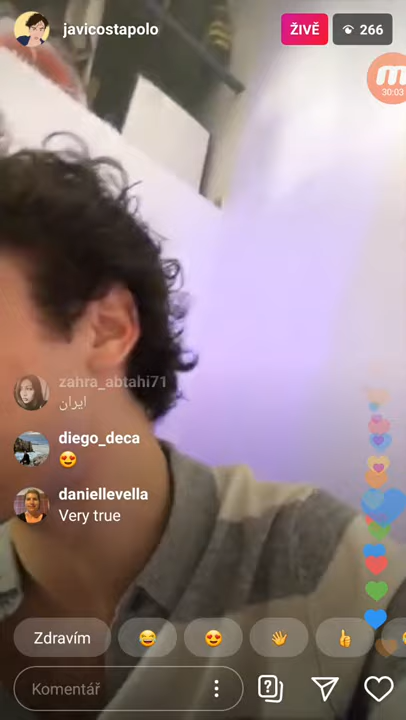 javicostapolo
ŽIVĚ
266
30:03
zahra_abtahi71
ایران
diego_deca
😍
daniellevella
Very true
Zdravím
😂
😍
👋
👍
Komentář